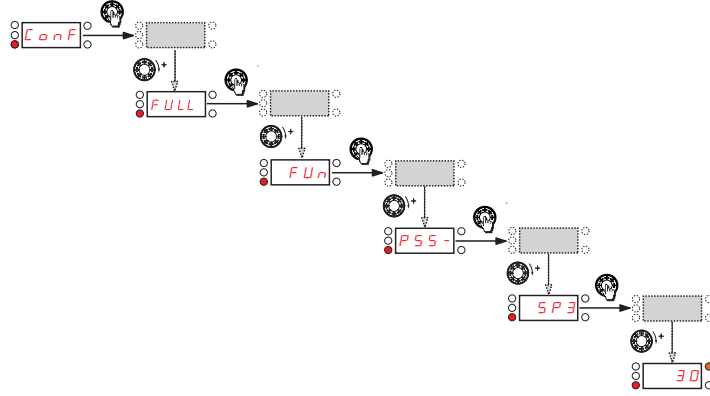 ConF
+
FULL
+
FUn
+
PSS-
+
SP3
+
30